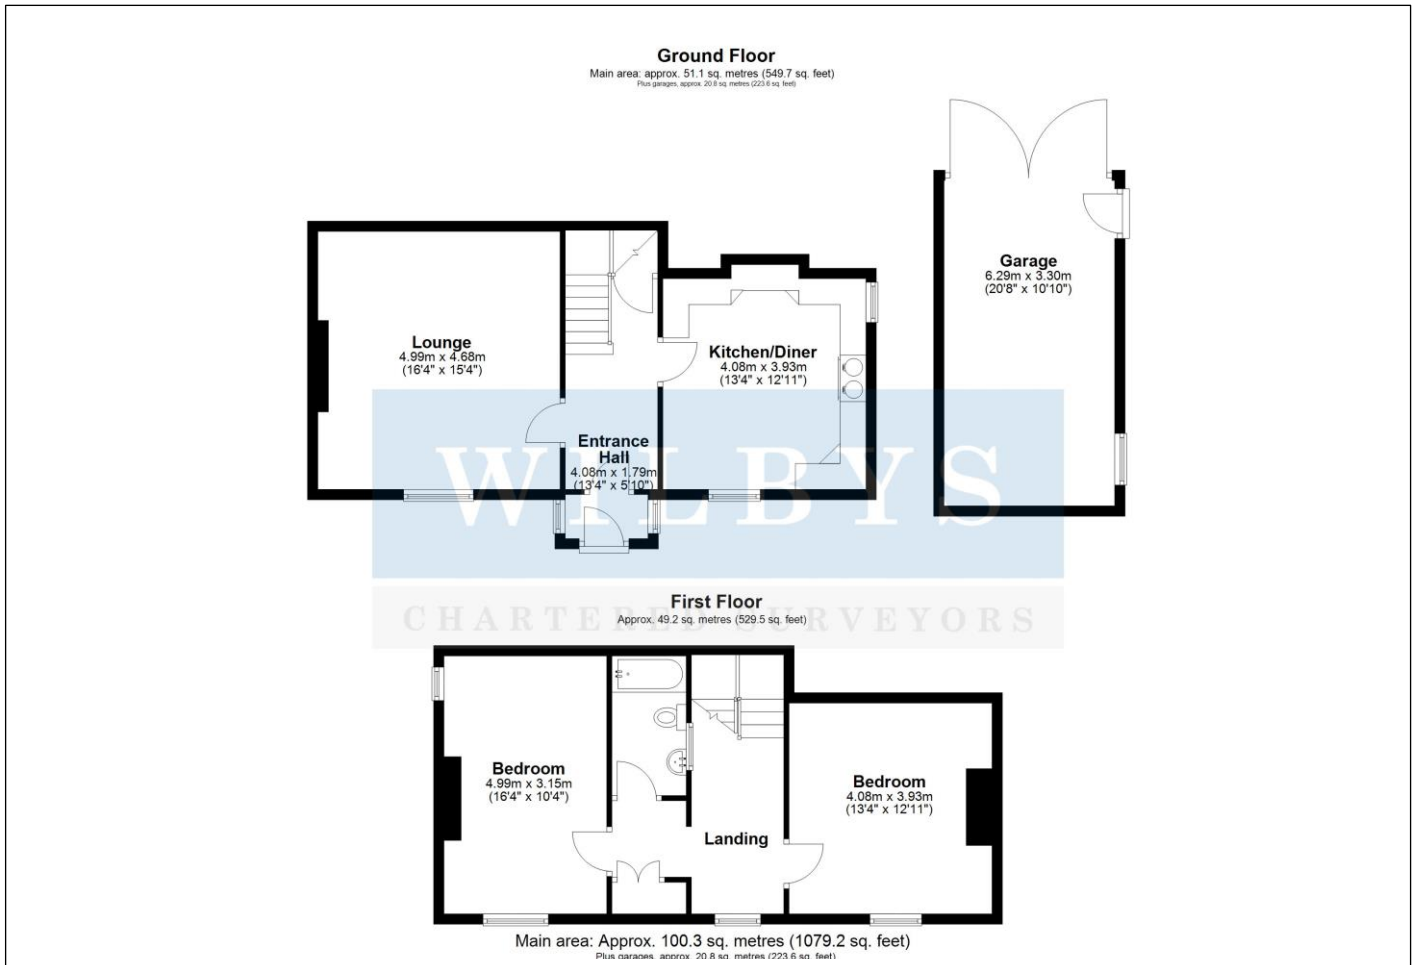 Ground Floor
Main area: approx. 51.1 sq. metres (549.7 sq. feet)
Plus garages, approx. 20.8 sq. metres (223.6 sq. feet)
Garage
6.29m x 3.30m
(20'8" x 10'10")
Lounge
4.99m x 4.68m
(16'4" x 15'4")
Kitchen/Diner
4.08m x 3.93m
(13'4" x 12'11")
Entrance
Hall
4.08m x 1.79m
(13'4" x 5'10")
WILBYS
CHARTERED SURVEYORS
First Floor
Approx. 49.2 sq. metres (529.5 sq. feet)
Bedroom
4.99m x 3.15m
(16'4" x 10'4")
Landing
Bedroom
4.08m x 3.93m
(13'4" x 12'11")
Main area: Approx. 100.3 sq. metres (1079.2 sq. feet)
Plus garages, approx. 20.8 sq. metres (223.6 sq. feet)